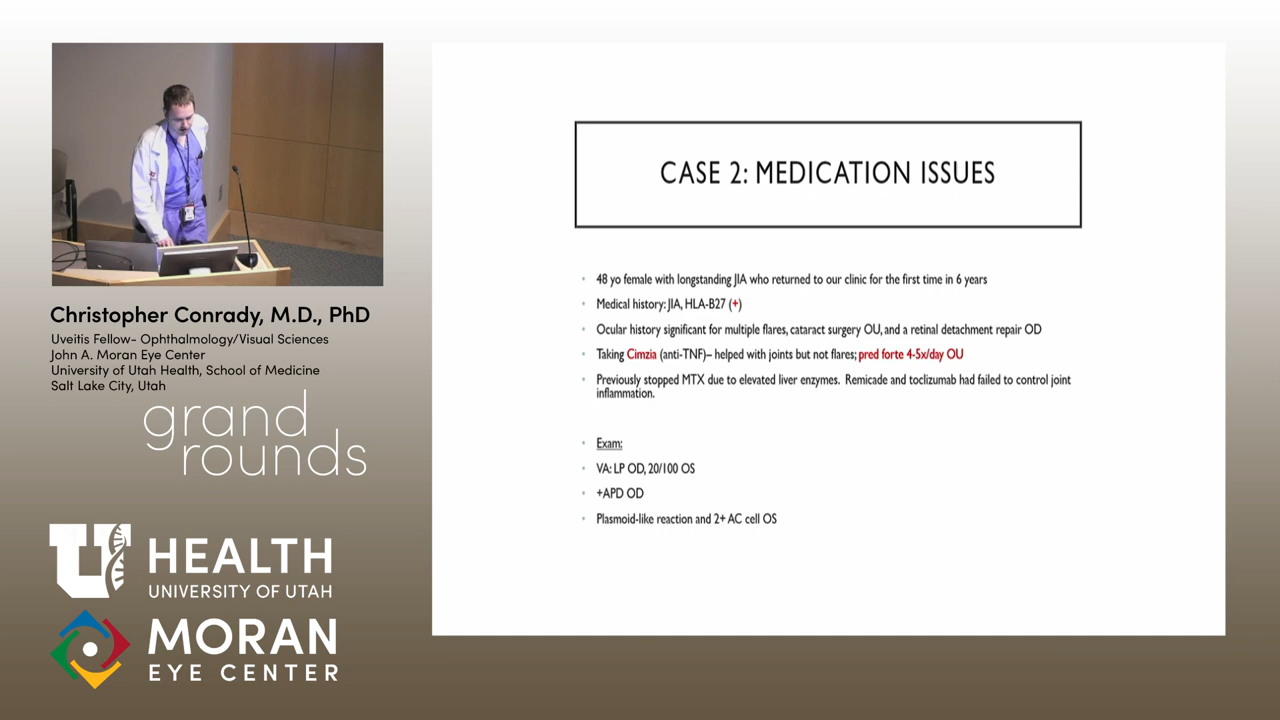 Christopher Conrady, M.D., PhD
Uveitis Fellow- Ophthalmology/Visual Sciences
John A. Moran Eye Center
University of Utah Health, School of Medicine
Salt Lake City, Utah
grand
rounds
U HEALTH
UNIVERSITY OF UTAH
MORAN
EYE CENTER
CASE 2: MEDICATION ISSUES
• 48 yo female with longstanding JIA who returned to our clinic for the first time in 6 years
• Medical history: JIA, HLA-B27 (+)
• Ocular history significant for multiple flares, cataract surgery OU, and a retinal detachment repair OD
• Taking Cimzia (anti-TNF)– helped with joints but not flares; pred forte 4-5x/day OU
• Previously stopped MTX due to elevated liver enzymes. Remicade and toclizumab had failed to control joint
inflammation.
• Exam:
• VA: LP OD, 20/100 OS
• +APD OD
• Plasmoid-like reaction and 2+ AC cell OS